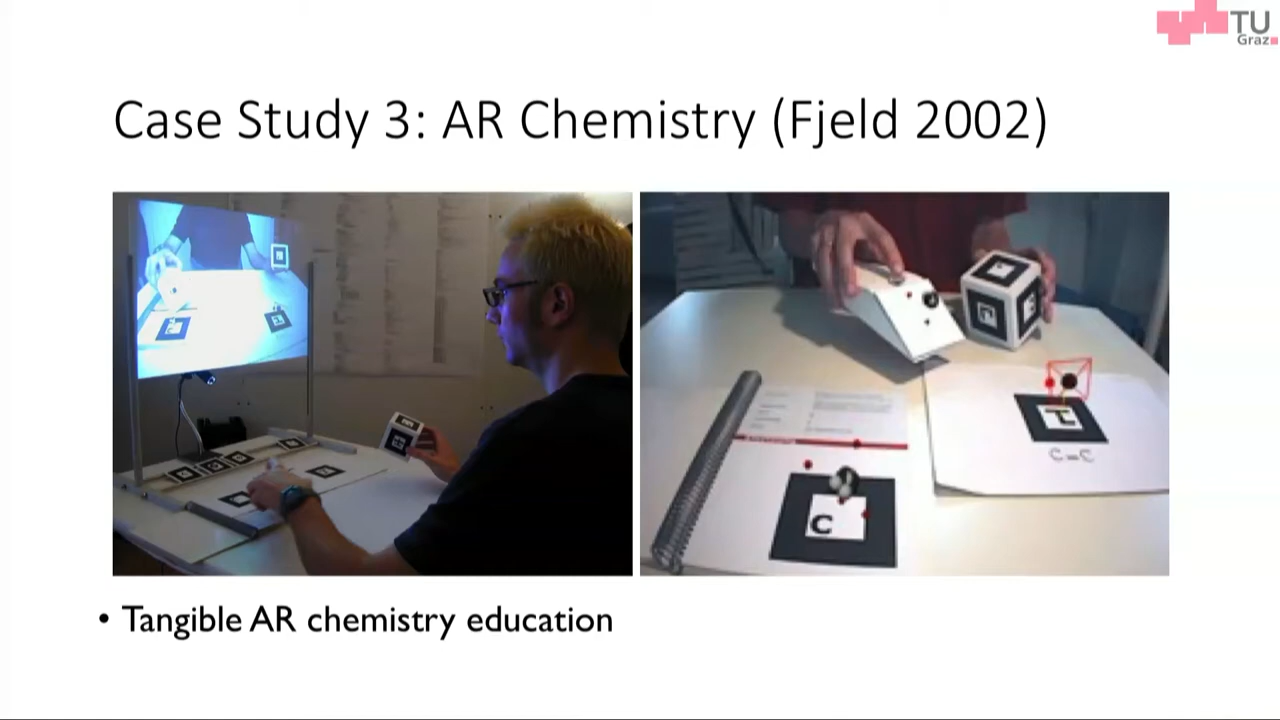 TU
Graz
Case Study 3: AR Chemistry (Fjeld 2002)
C
C=C
• Tangible AR chemistry education